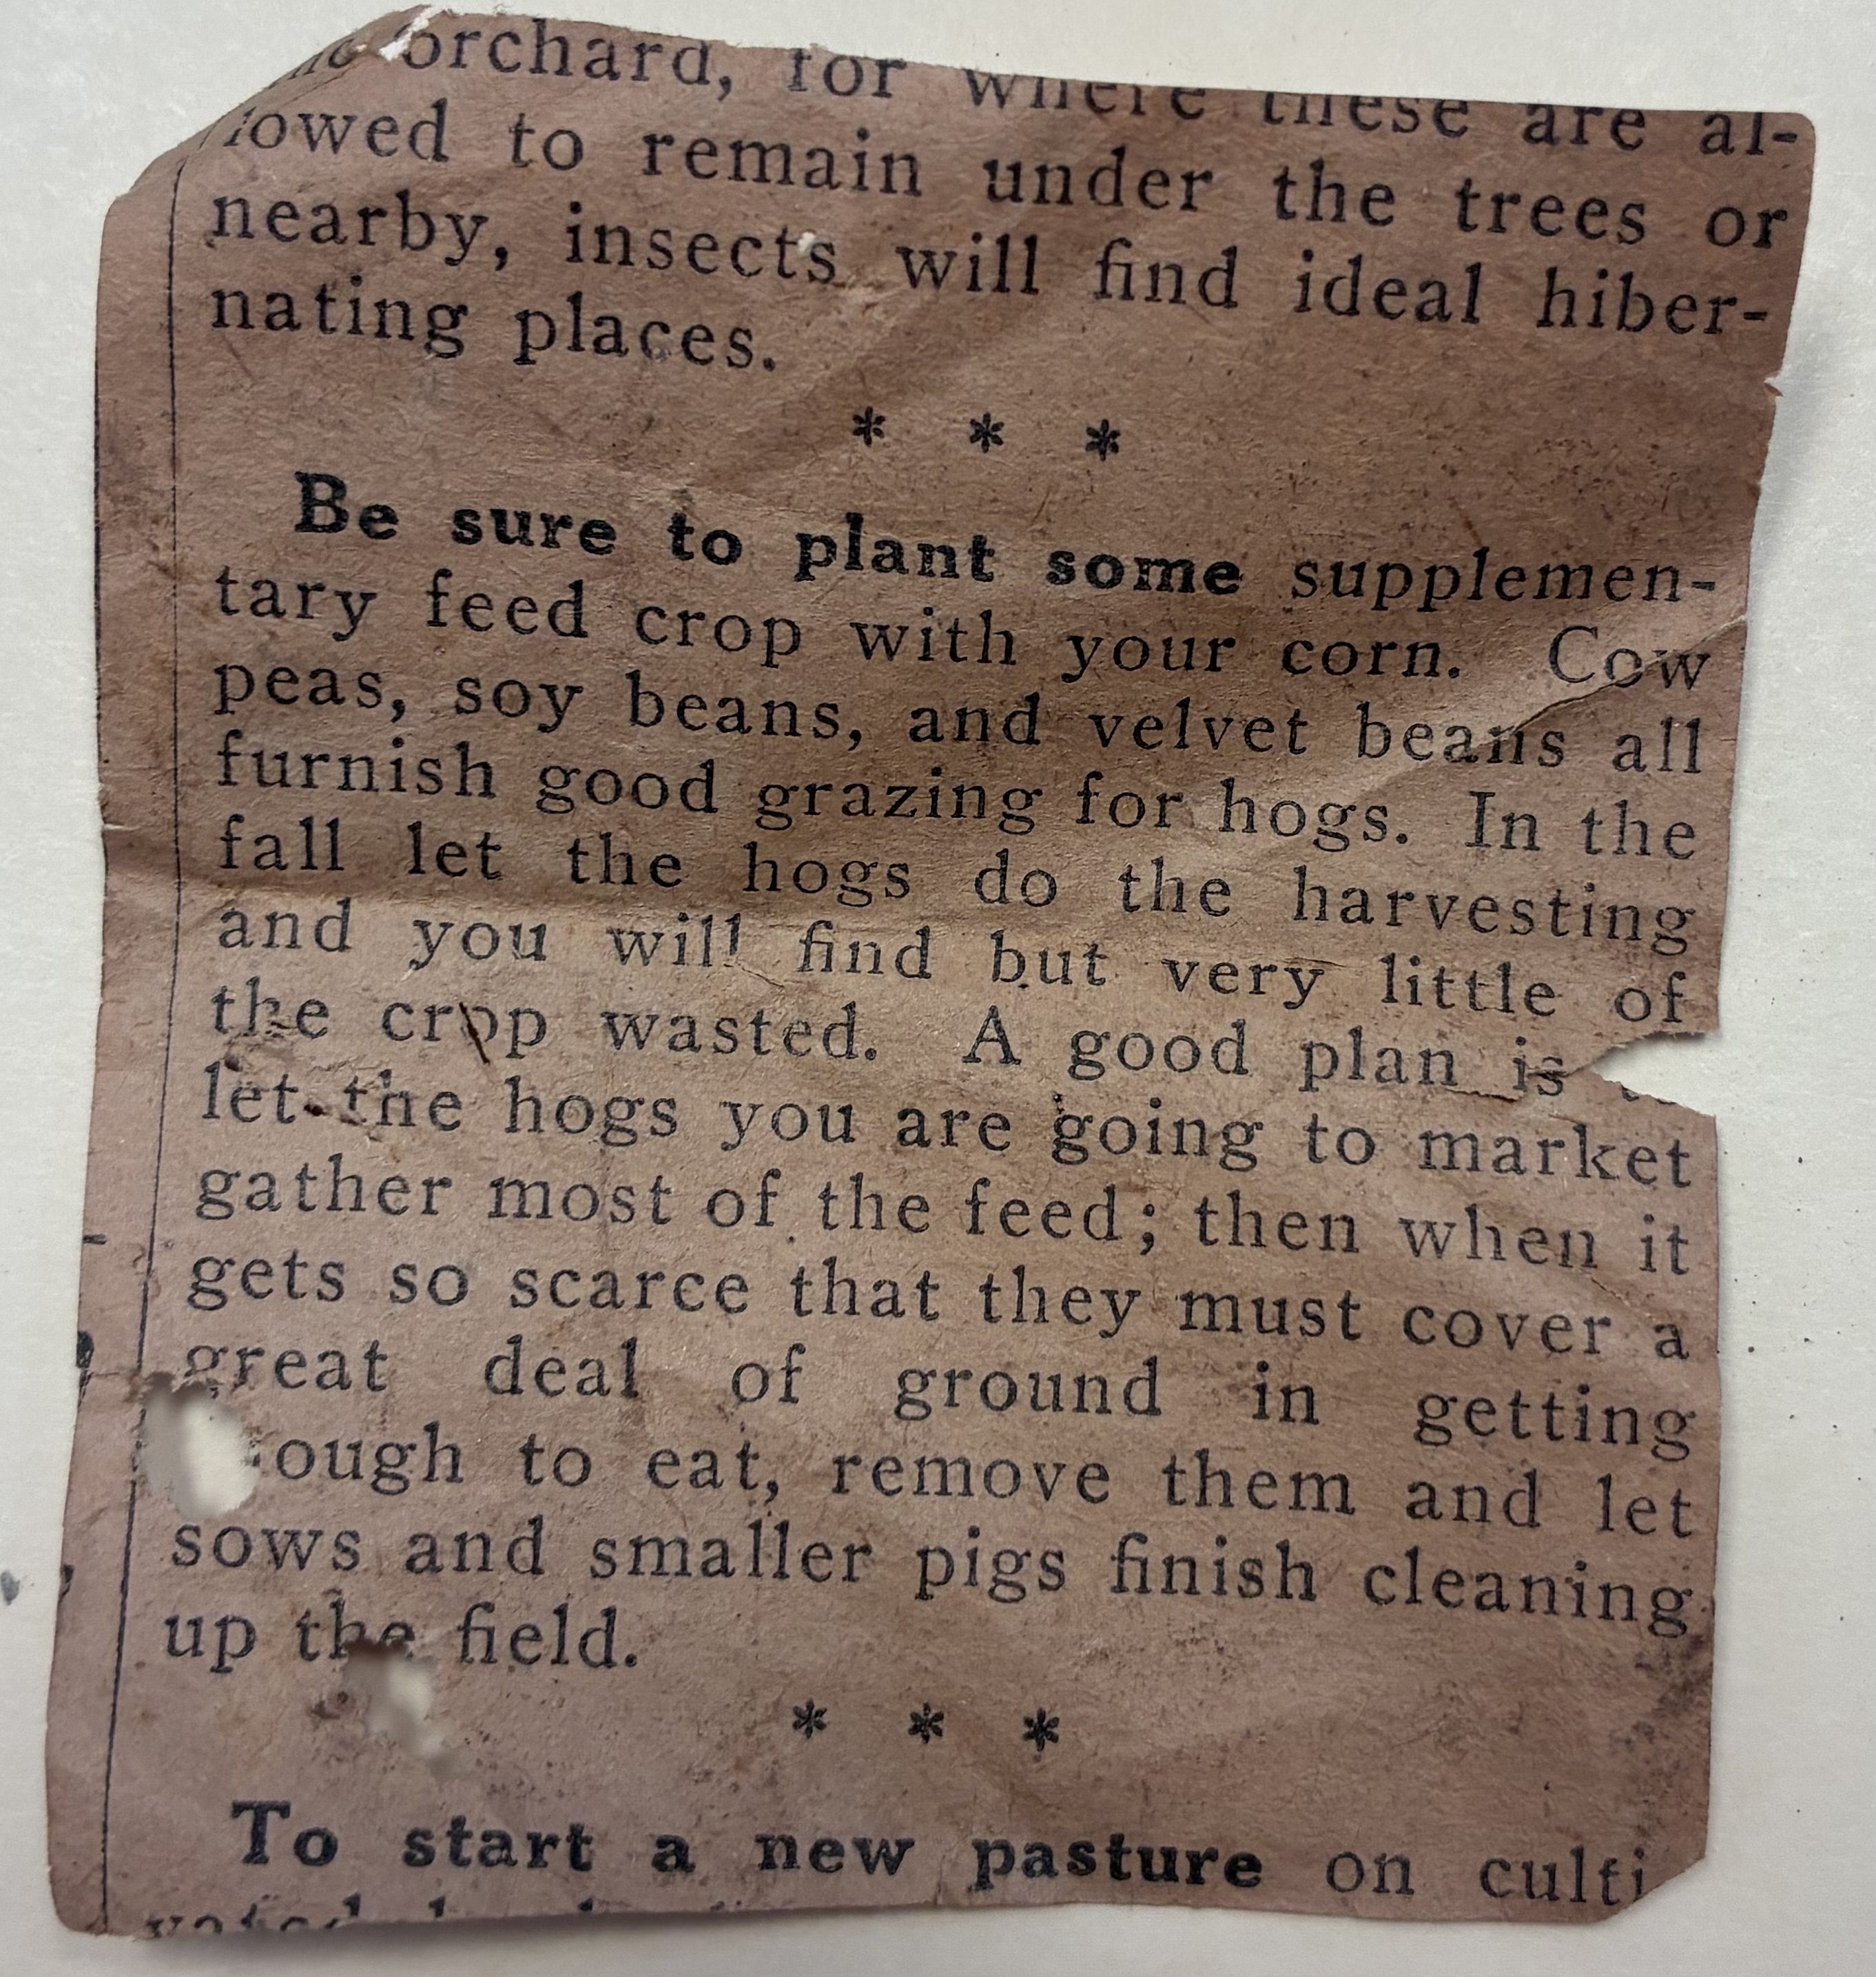 orchard, for where these are al-
lowed to remain under the trees or
nearby, insects will find ideal hiber-
nating places.
* * *
Be sure to plant some supplemen-
tary feed crop with your corn. Cow
peas, soy beans, and velvet beans all
furnish good grazing for hogs. In the
fall let the hogs do the harvesting
and you will find but very little of
the crop wasted. A good plan is to
let the hogs you are going to market
gather most of the feed; then when it
gets so scarce that they must cover a
great deal of ground in getting
ough to eat, remove them and let
sows and smaller pigs finish cleaning
up the field.
* * *
To start a new pasture on culti